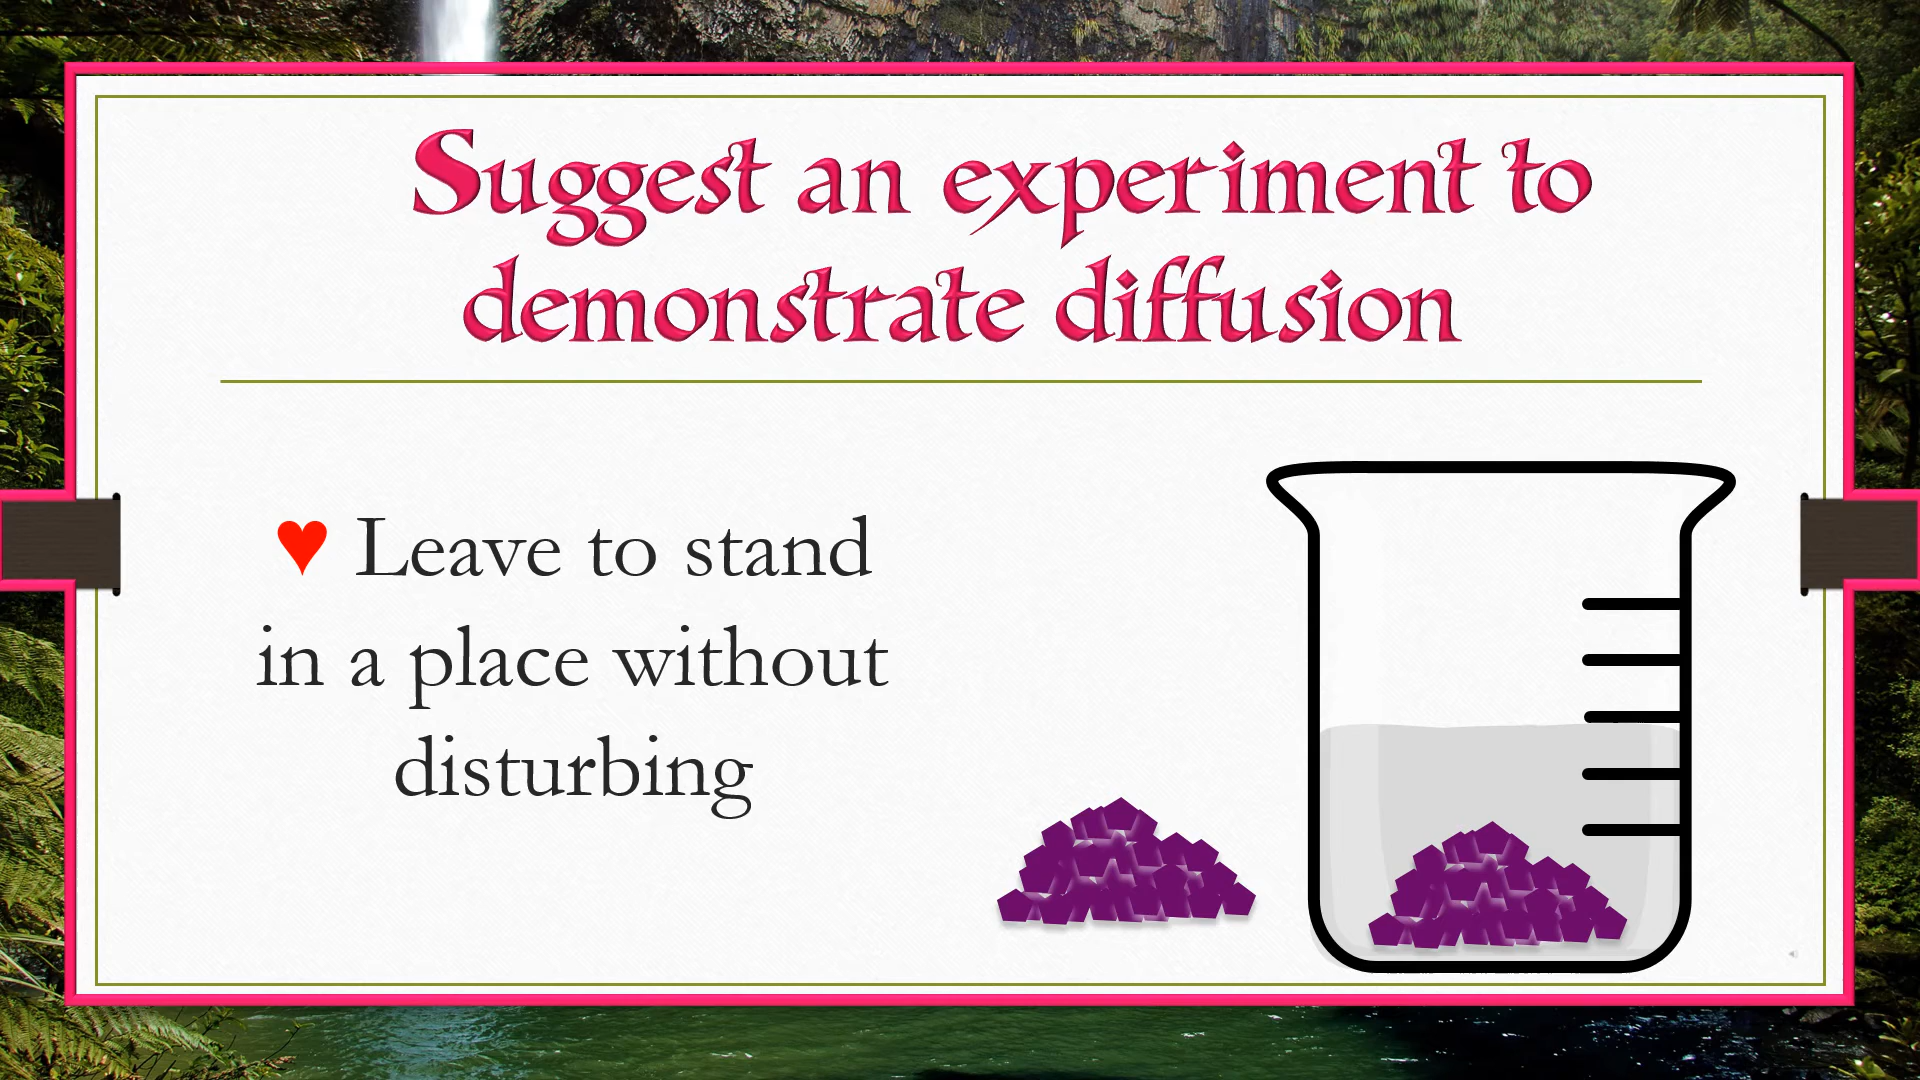 Suggest an experiment to
demonstrate diffusion
♥ Leave to stand
in a place without
disturbing